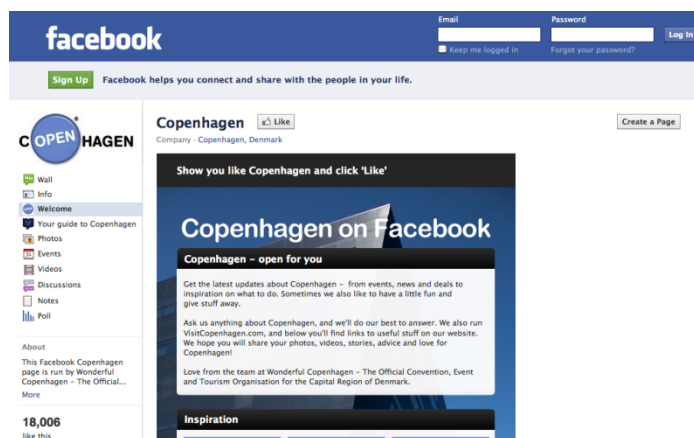 facebook
Email
Password
Log In
Keep me logged in
Forgot your password?
Sign Up
Facebook helps you connect and share with the people in your life.
COPENHAGEN
Wall
Info
Welcome
Your guide to Copenhagen
Photos
Events
Videos
Discussions
Notes
Poll
About
This Facebook Copenhagen
page is run by Wonderful
Copenhagen – The Official...
More
18,006
like this
Copenhagen
Like
Create a Page
Company · Copenhagen, Denmark
Show you like Copenhagen and click 'Like'
Copenhagen on Facebook
Copenhagen – open for you
Get the latest updates about Copenhagen – from events, news and deals to
inspiration on what to do. Sometimes we also like to have a little fun and
give stuff away.
Ask us anything about Copenhagen, and we'll do our best to answer. We also run
VisitCopenhagen.com, and below you'll find links to useful stuff on our website.
We hope you will share your photos, videos, stories, advice and love for
Copenhagen!
Love from the team at Wonderful Copenhagen – The Official Convention, Event
and Tourism Organisation for the Capital Region of Denmark.
Inspiration